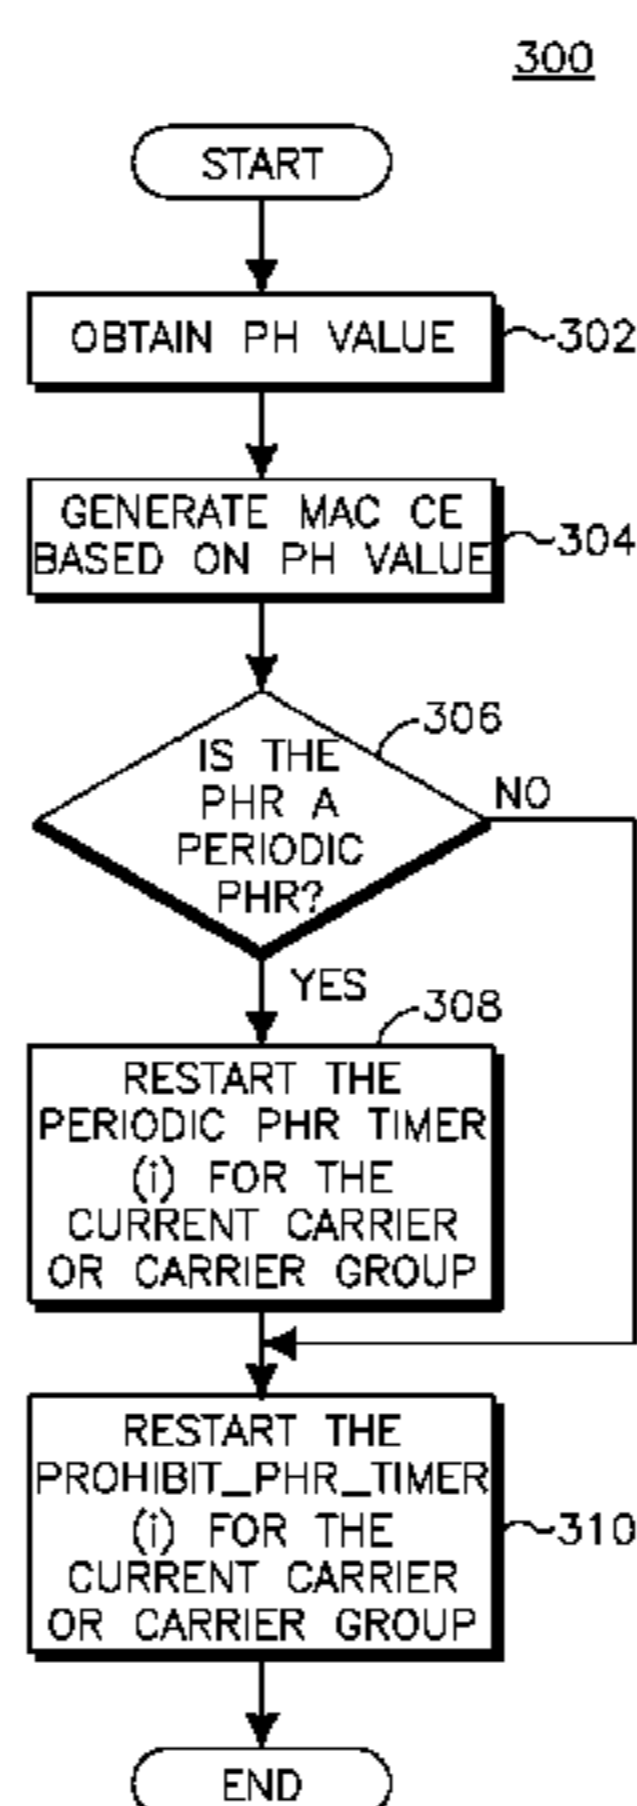 300
START
OBTAIN PH VALUE
302
GENERATE MAC CE
BASED ON PH VALUE
304
306
IS THE
PHR A
PERIODIC
PHR?
NO
YES
308
RESTART THE
PERIODIC PHR TIMER
(i) FOR THE
CURRENT CARRIER
OR CARRIER GROUP
RESTART THE
PROHIBIT_PHR_TIMER
(i) FOR THE
CURRENT CARRIER
OR CARRIER GROUP
310
END